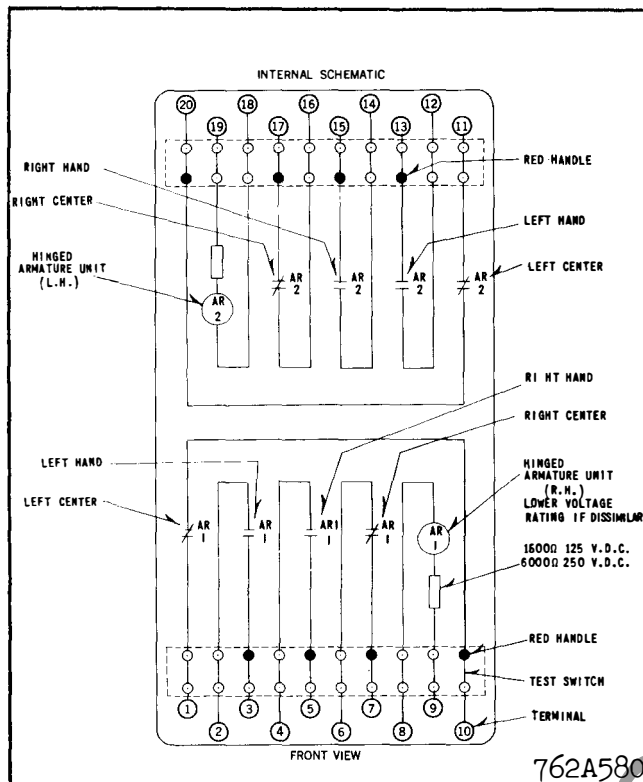 INTERNAL SCHEMATIC
20
18
16
14
12
19
17
15
13
11
RED HANDLE
RIGHT HAND
RIGHT CENTER
LEFT HAND
HINGED
ARMATURE UNIT
(L.H.)
LEFT CENTER
AR
2
AR
2
AR
2
AR
2
AR
2
RI HT HAND
RIGHT CENTER
LEFT HAND
LEFT CENTER
HINGED
ARMATURE UNIT
(R.H.)
LOWER VOLTAGE
RATING IF DISSIMILAR
AR
1
AR
1
AR1
1
AR
1
AR
1
1600Ω 125 V.D.C.
6000Ω 250 V.D.C.
RED HANDLE
TEST SWITCH
TERMINAL
1
3
5
7
9
2
4
6
8
10
FRONT VIEW
762A580